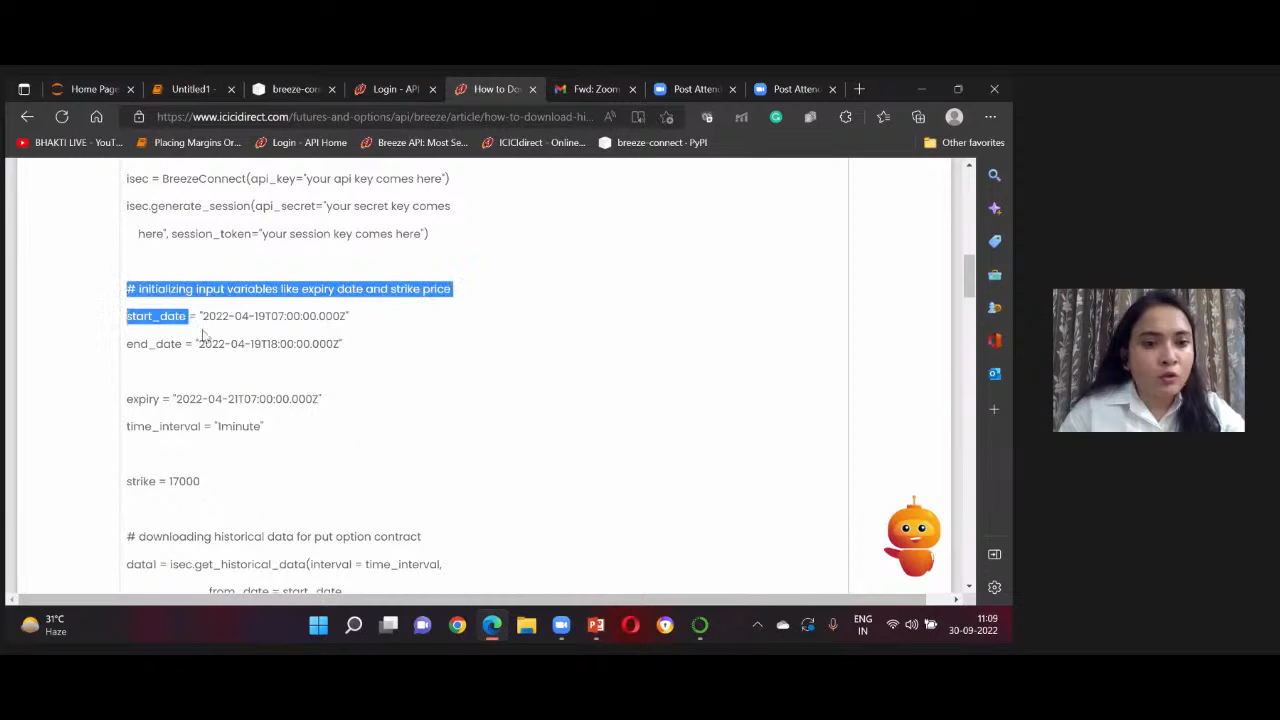 Home Page
Untitled1 -
breeze-con
Login - API
How to Do
Fwd: Zoom
Post Attend
Post Attend
https://www.icicidirect.com/futures-and-options/api/breeze/article/how-to-download-hi...
BHAKTI LIVE - YouT...
Placing Margins Or...
Login - API Home
Breeze API: Most Se...
ICICIdirect - Online...
breeze-connect · PyPI
Other favorites
isec = BreezeConnect(api_key="your api key comes here")
isec.generate_session(api_secret="your secret key comes
here", session_token="your session key comes here")
# initializing input variables like expiry date and strike price
start_date = "2022-04-19T07:00:00.000Z"
end_date = "2022-04-19T18:00:00.000Z"
expiry = "2022-04-21T07:00:00.000Z"
time_interval = "1minute"
strike = 17000
# downloading historical data for put option contract
data1 = isec.get_historical_data(interval = time_interval,
from_date = start_date
31°C
Haze
ENG
IN
11:09
30-09-2022